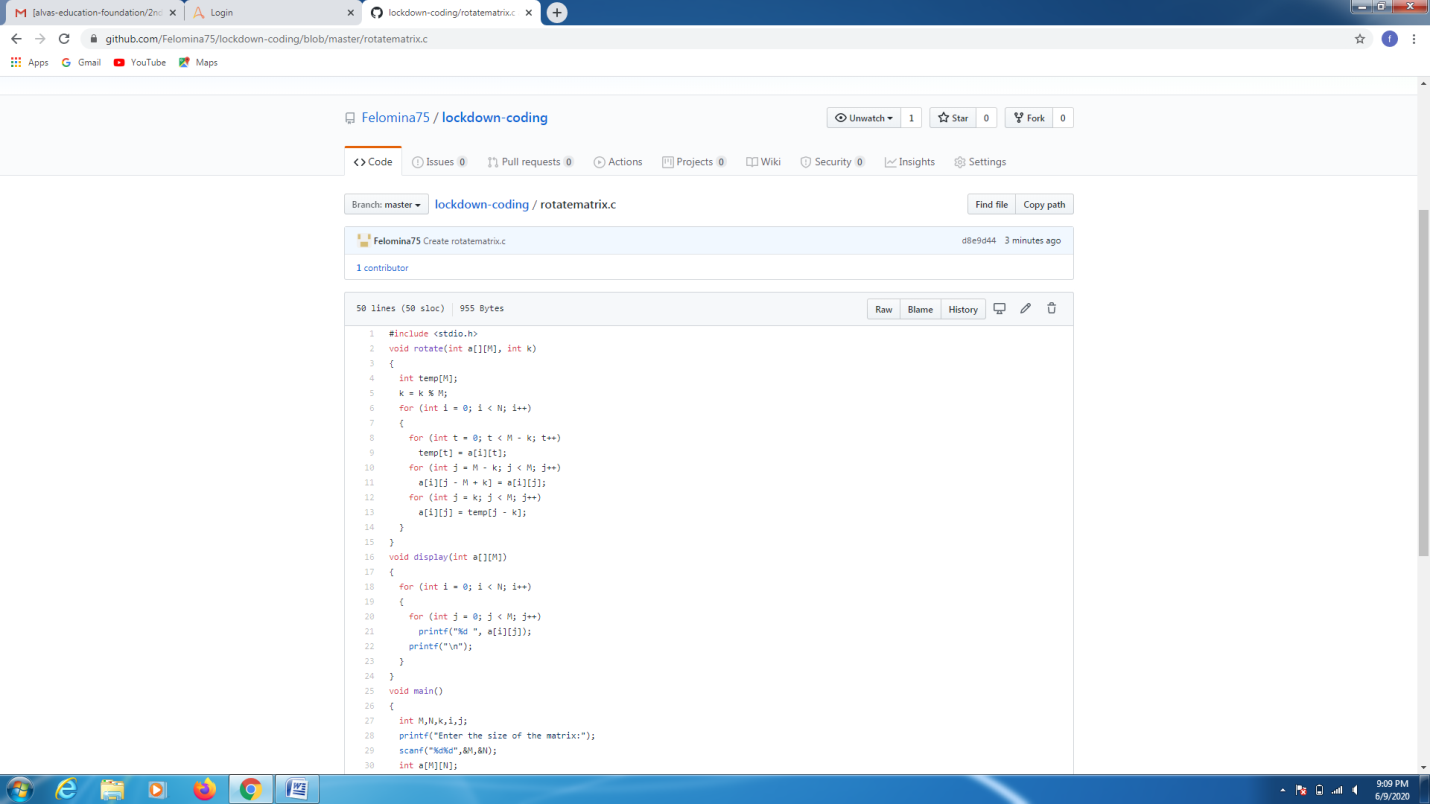 [alvas-education-foundation/2nd
Login
lockdown-coding/rotatematrix.c
github.com/Felomina75/lockdown-coding/blob/master/rotatematrix.c
f
Apps
Gmail
YouTube
Maps
Felomina75 / lockdown-coding
Unwatch 1
Star 0
Fork 0
Code
Issues 0
Pull requests 0
Actions
Projects 0
Wiki
Security 0
Insights
Settings
Branch: master
lockdown-coding / rotatematrix.c
Find file
Copy path
Felomina75 Create rotatematrix.c
d8e9d44 3 minutes ago
1 contributor
50 lines (50 sloc) 955 Bytes
Raw
Blame
History
1 #include <stdio.h>
2 void rotate(int a[][M], int k)
3 {
4 int temp[M];
5 k = k % M;
6 for (int i = 0; i < N; i++)
7 {
8 for (int t = 0; t < M - k; t++)
9 temp[t] = a[i][t];
10 for (int j = M - k; j < M; j++)
11 a[i][j - M + k] = a[i][j];
12 for (int j = k; j < M; j++)
13 a[i][j] = temp[j - k];
14 }
15 }
16 void display(int a[][M])
17 {
18 for (int i = 0; i < N; i++)
19 {
20 for (int j = 0; j < M; j++)
21 printf("%d ", a[i][j]);
22 printf("\n");
23 }
24 }
25 void main()
26 {
27 int M,N,k,i,j;
28 printf("Enter the size of the matrix:");
29 scanf("%d%d",&M,&N);
30 int a[M][N];
9:09 PM
6/9/2020